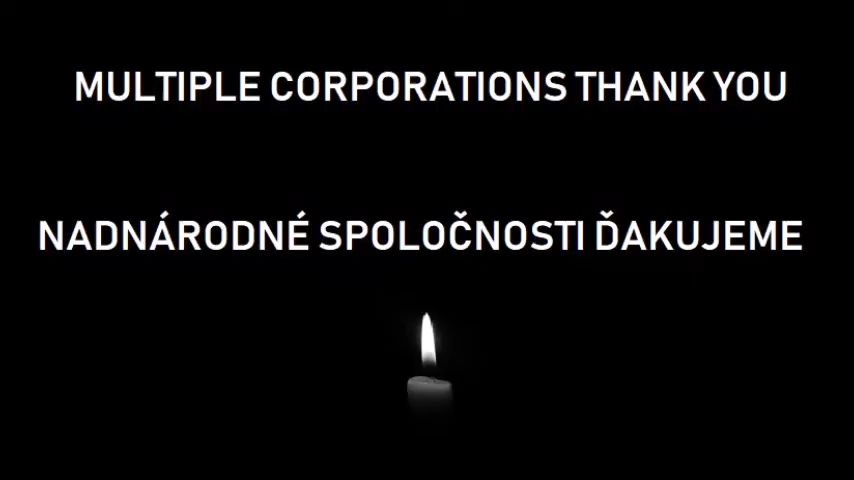 MULTIPLE CORPORATIONS THANK YOU
NADNÁRODNÉ SPOLOČNOSTI ĎAKUJEME